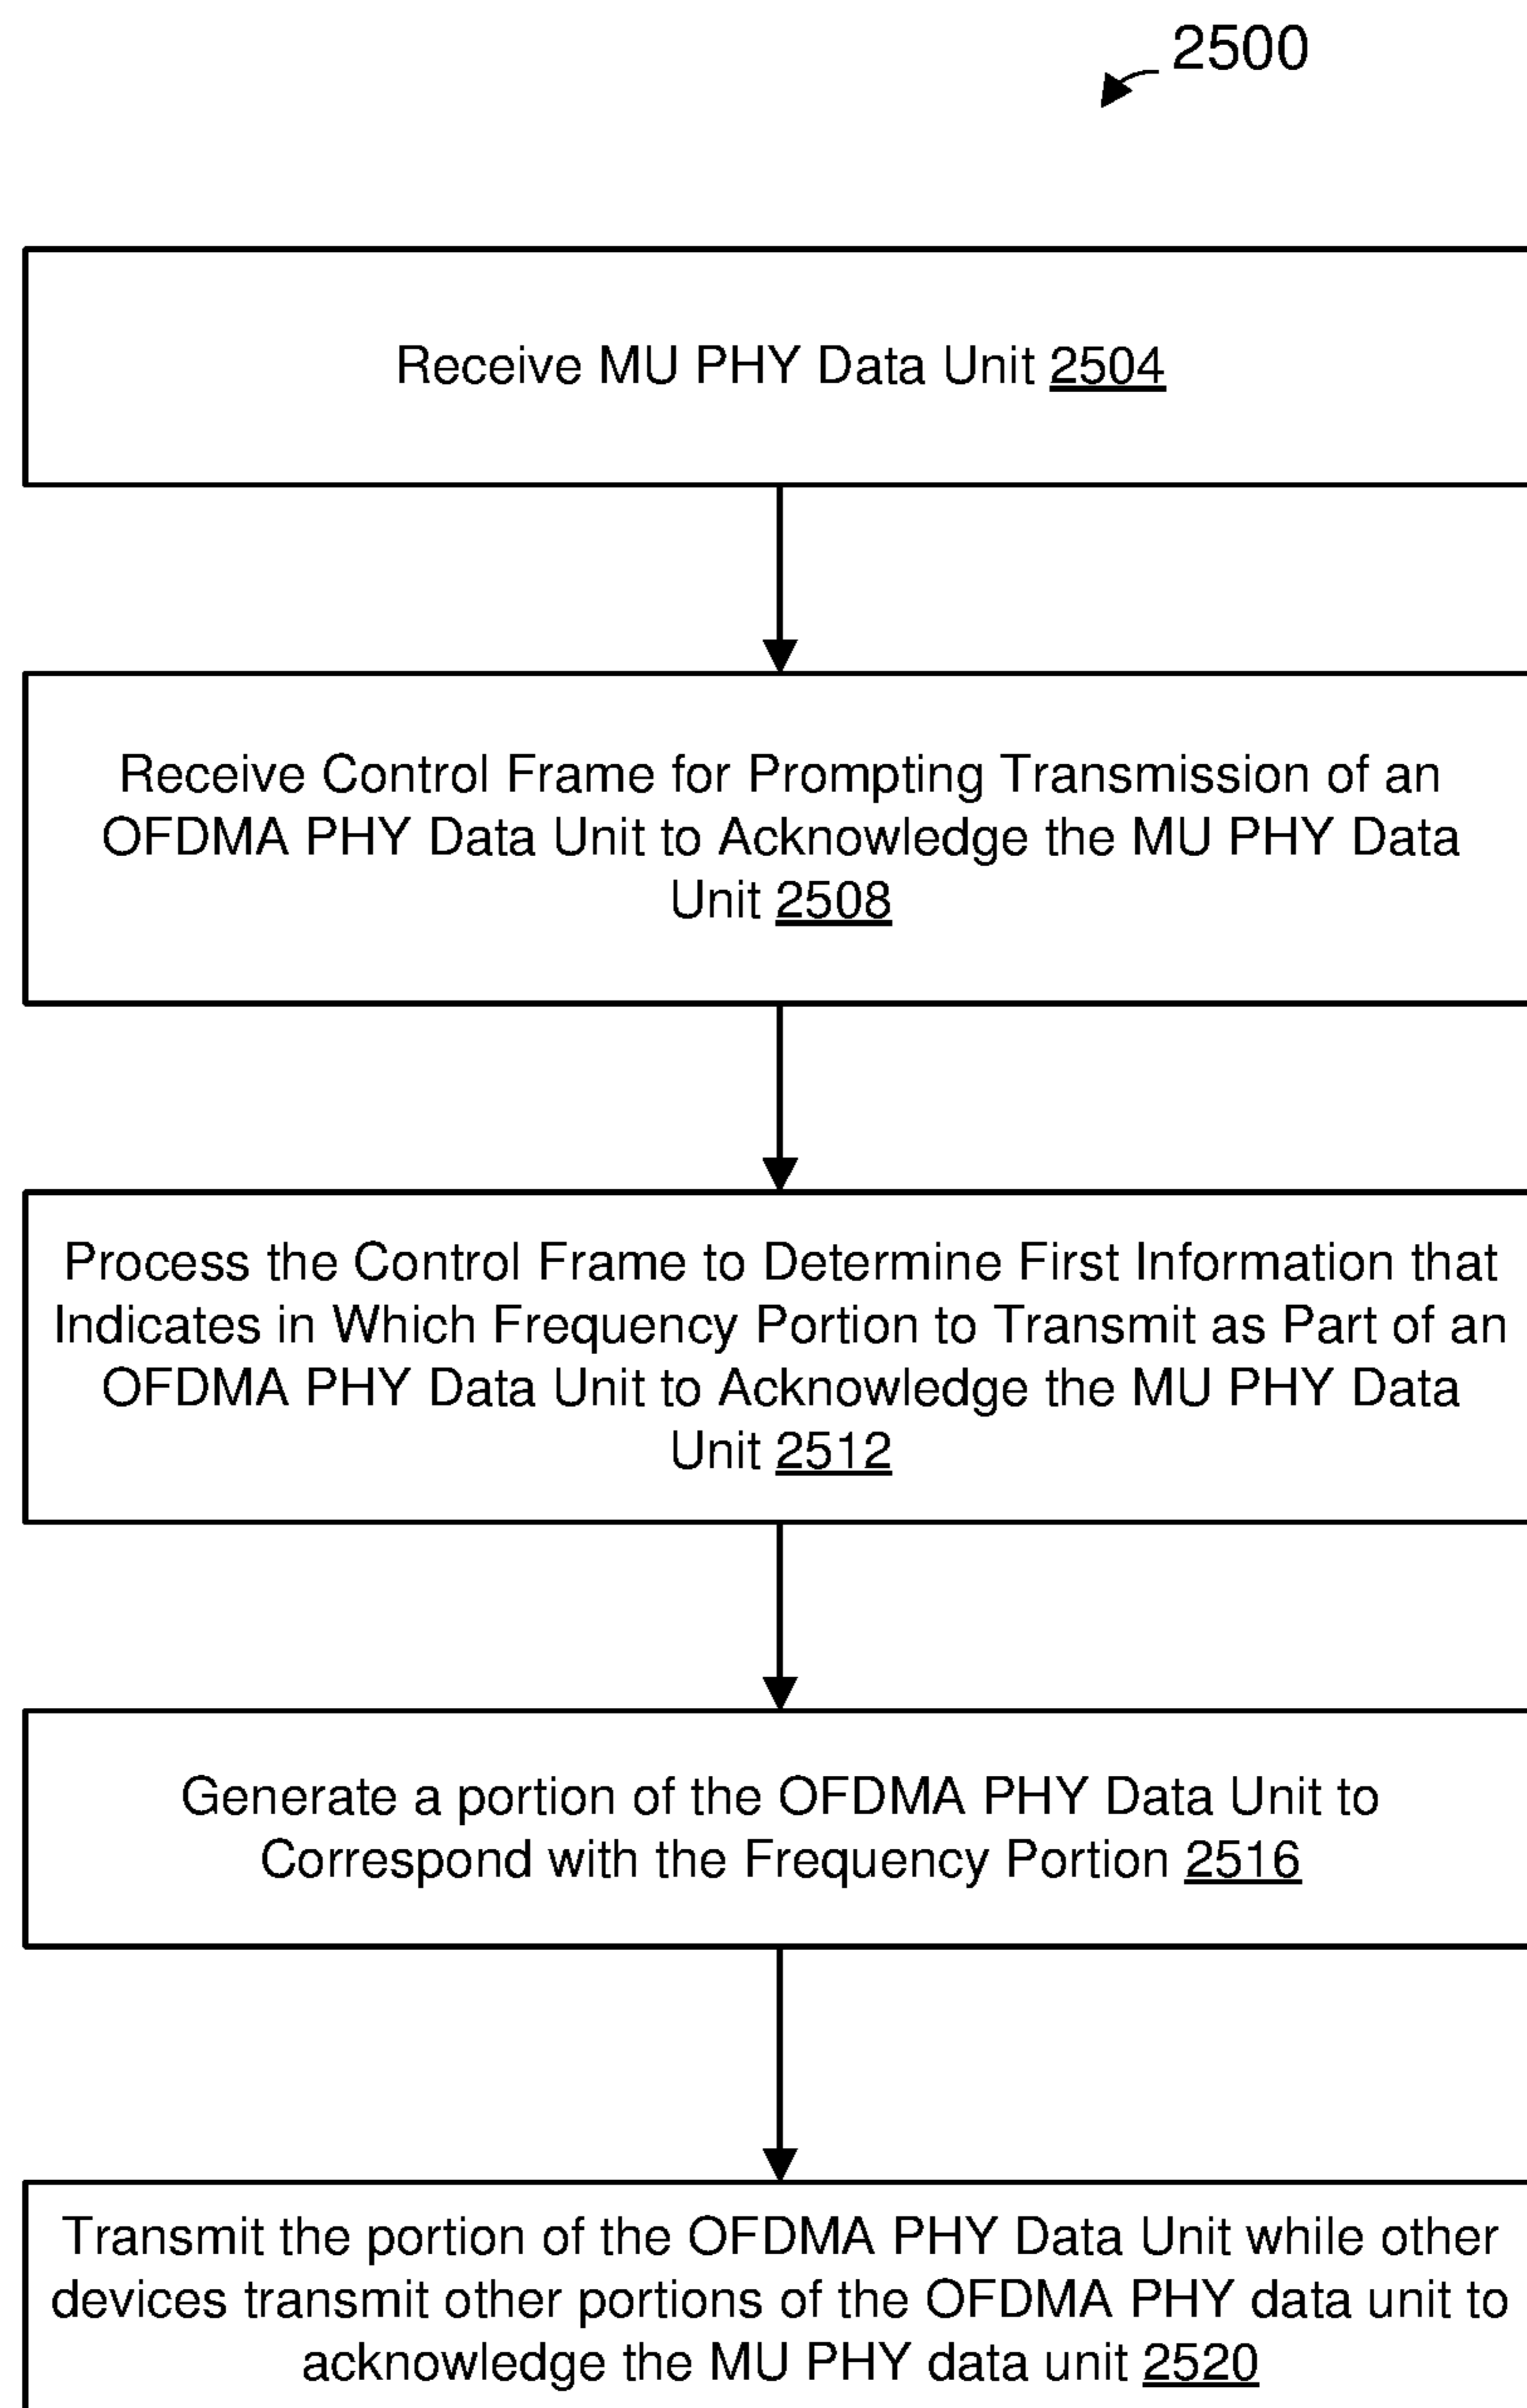 2500
Receive MU PHY Data Unit 2504
Receive Control Frame for Prompting Transmission of an
OFDMA PHY Data Unit to Acknowledge the MU PHY Data
Unit 2508
Process the Control Frame to Determine First Information that
Indicates in Which Frequency Portion to Transmit as Part of an
OFDMA PHY Data Unit to Acknowledge the MU PHY Data
Unit 2512
Generate a portion of the OFDMA PHY Data Unit to
Correspond with the Frequency Portion 2516
Transmit the portion of the OFDMA PHY Data Unit while other
devices transmit other portions of the OFDMA PHY data unit to
acknowledge the MU PHY data unit 2520